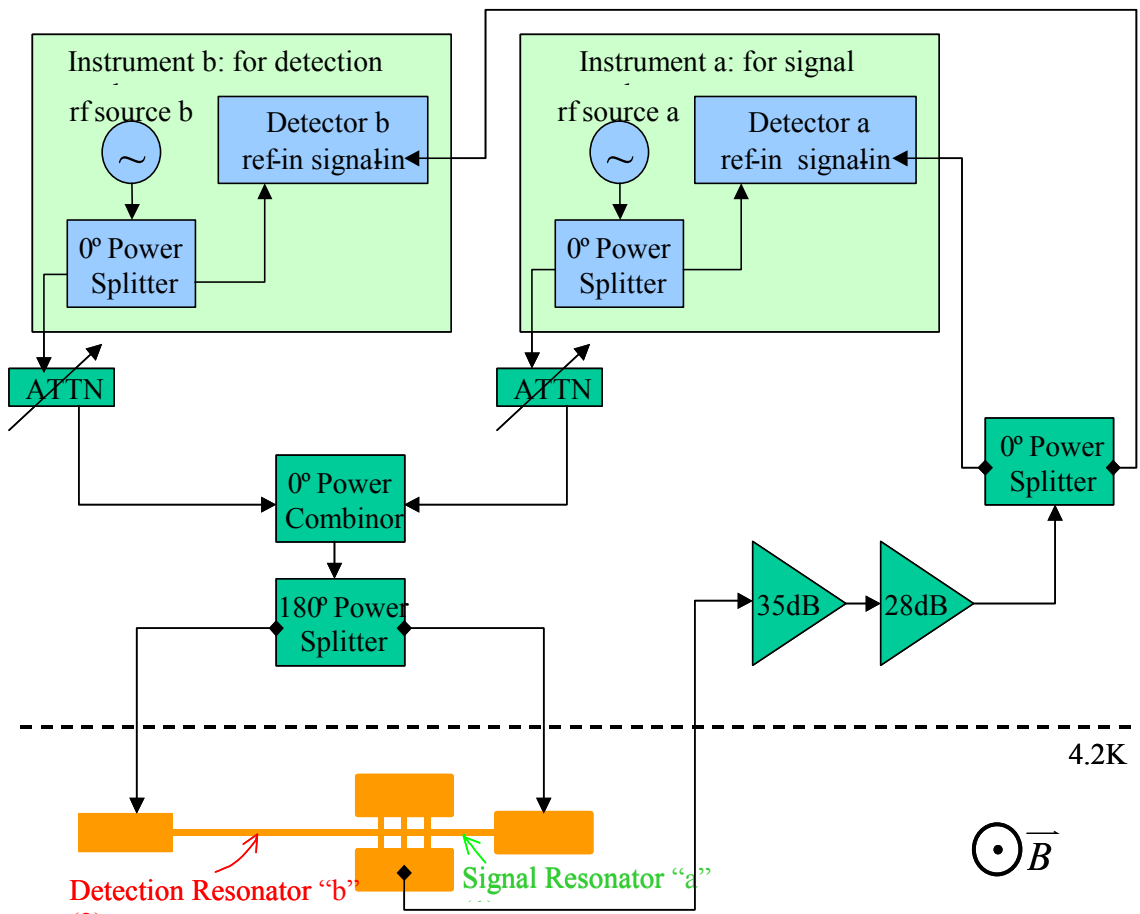 Instrument b: for detection
rf source b
~
Detector b
ref-in signal-in
0º Power
Splitter
Instrument a: for signal
rf source a
~
Detector a
ref-in signal-in
0º Power
Splitter
ATTN
ATTN
0º Power
Combinor
180º Power
Splitter
35dB
28dB
0º Power
Splitter
4.2K
Detection Resonator “b”
Signal Resonator “a”
B